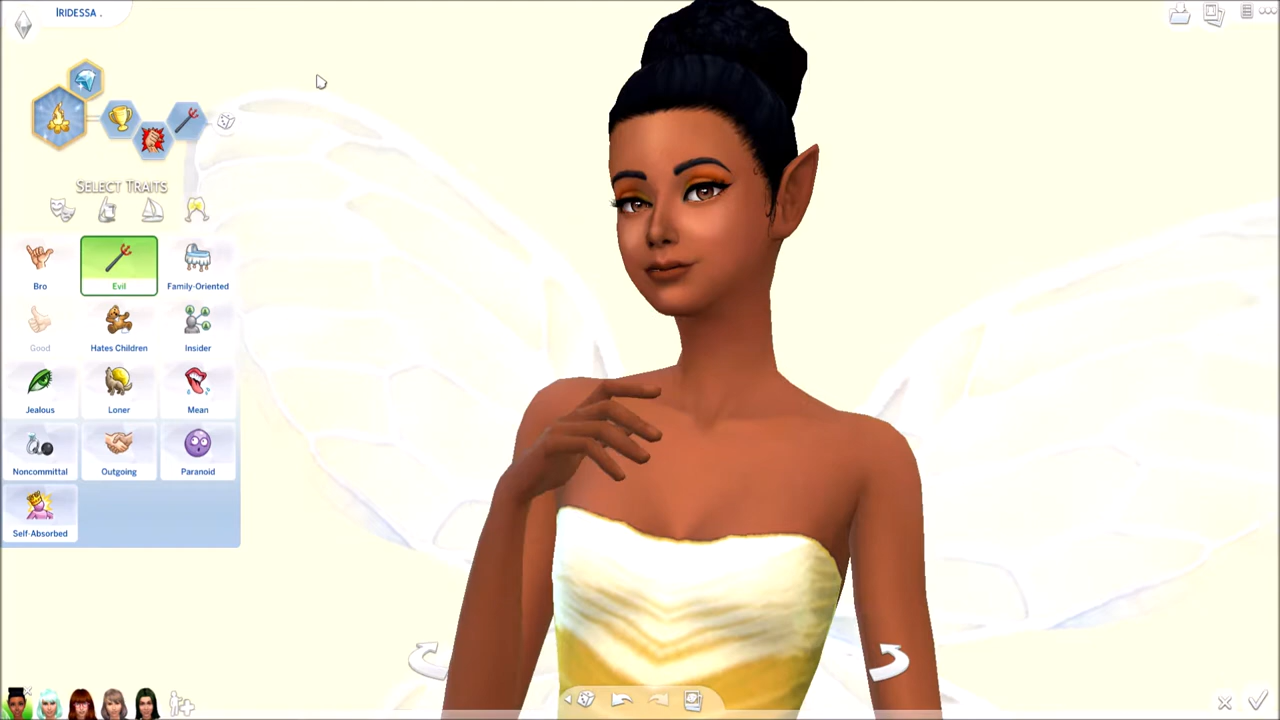 Iridessa .
Select Traits
Bro
Evil
Family-Oriented
Good
Hates Children
Insider
Jealous
Loner
Mean
Noncommittal
Outgoing
Paranoid
Self-Absorbed